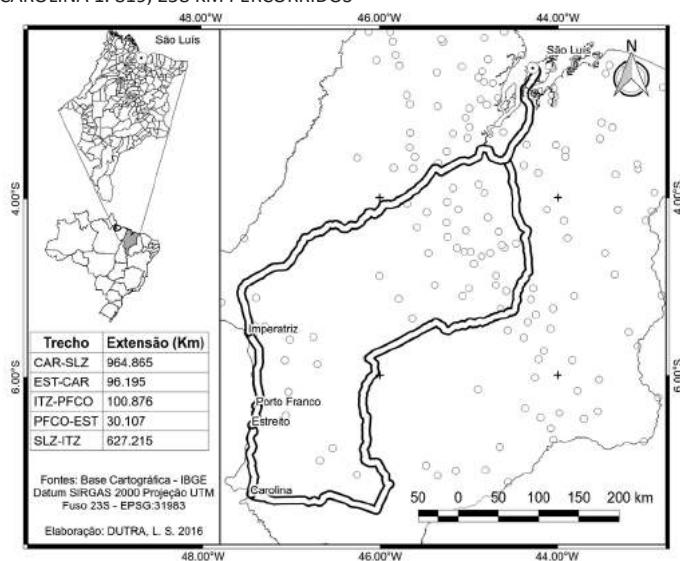 CAROLINA 1. 819, 258 KM PERCORRIDOS
48.00°W 46.00°W 44.00°W
São Luís
São Luís
N
4.00°S 4.00°S
Imperatriz
Trecho Extensão (Km)
CAR-SLZ 964.865
EST-CAR 96.195
ITZ-PFCO 100.876
PFCO-EST 30.107
SLZ-ITZ 627.215
6.00°S 6.00°S
Porto Franco
Estreito
Carolina
Fontes: Base Cartográfica - IBGE
Datum SIRGAS 2000 Projeção UTM
Fuso 23S - EPSG:31983
Elaboração: DUTRA, L. S. 2016
50 0 50 100 150 200 km
48.00°W 46.00°W 44.00°W